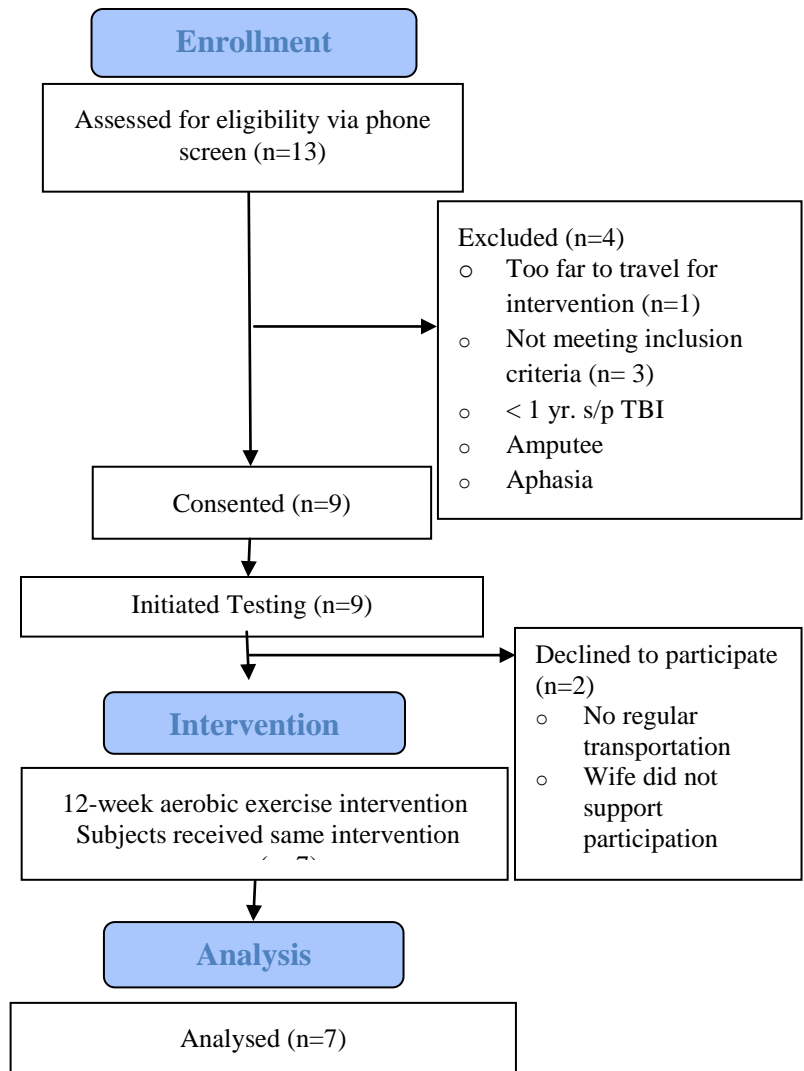 Enrollment
Assessed for eligibility via phone
screen (n=13)
Excluded (n=4)
o Too far to travel for
intervention (n=1)
o Not meeting inclusion
criteria (n= 3)
o < 1 yr. s/p TBI
o Amputee
o Aphasia
Consented (n=9)
Initiated Testing (n=9)
Declined to participate
(n=2)
o No regular
transportation
o Wife did not
support
participation
Intervention
12-week aerobic exercise intervention
Subjects received same intervention
Analysis
Analysed (n=7)